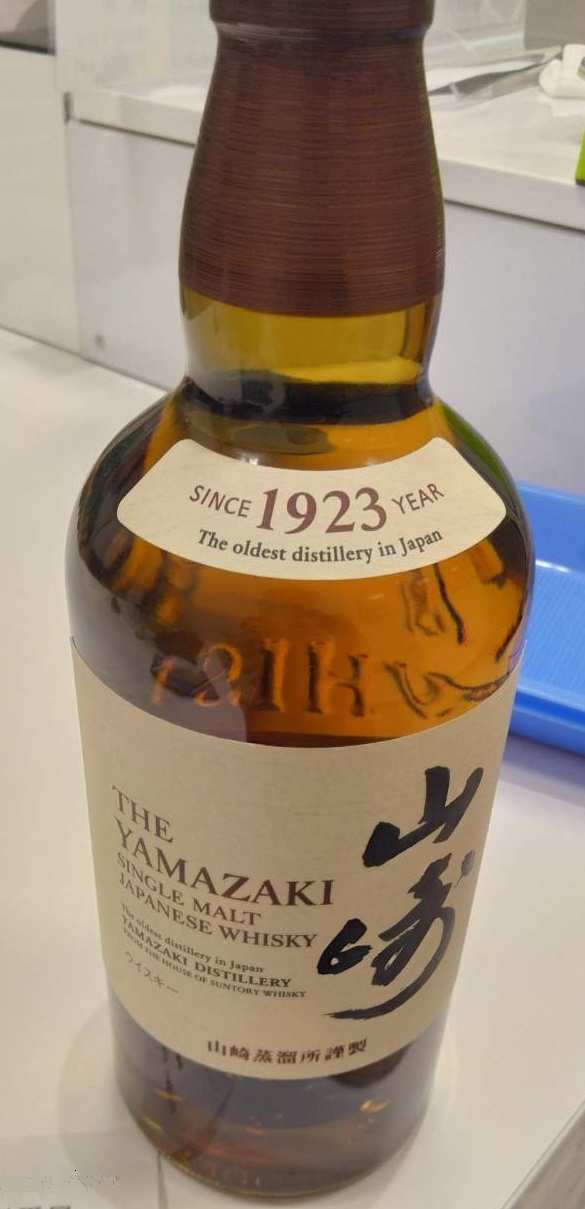 SINCE 1923 YEAR
The oldest distillery in Japan
THE
YAMAZAKI
SINGLE MALT
JAPANESE WHISKY
The oldest distillery in Japan
YAMAZAKI DISTILLERY
FROM THE HOUSE OF SUNTORY WHISKY
ウイスキー
山崎
山崎蒸溜所謹製